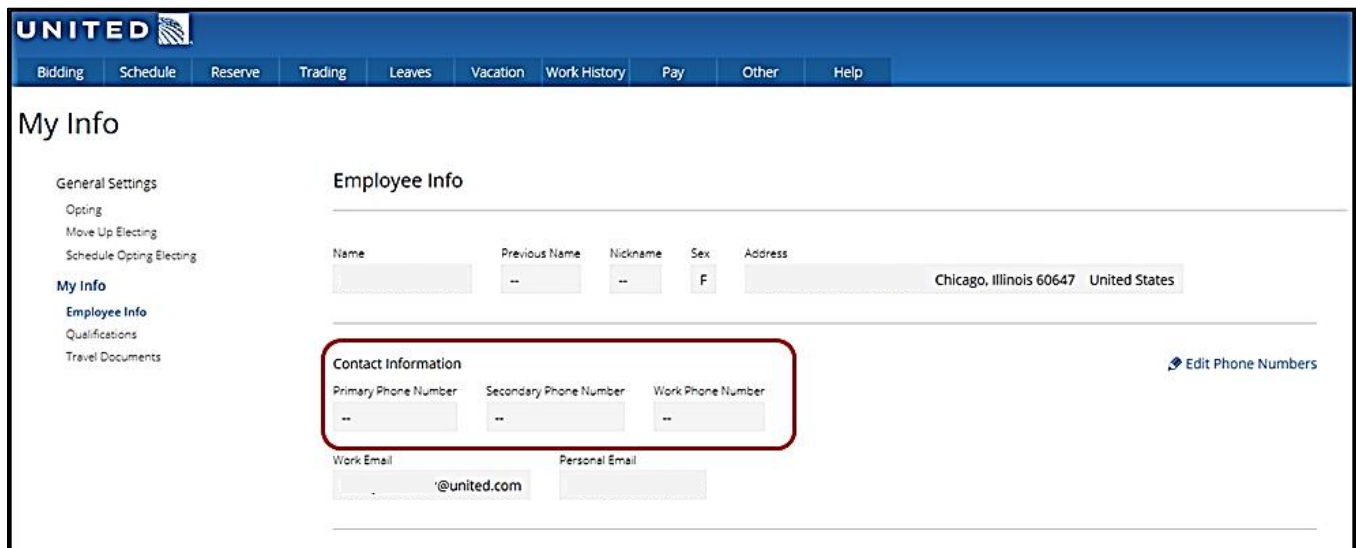 UNITED
Bidding Schedule Reserve Trading Leaves Vacation Work History Pay Other Help
My Info
General Settings
Opting
Move Up Electing
Schedule Opting Electing
My Info
Employee Info
Qualifications
Travel Documents
Employee Info
Name Previous Name Nickname Sex Address
-- -- F Chicago, Illinois 60647 United States
Contact Information
Edit Phone Numbers
Primary Phone Number Secondary Phone Number Work Phone Number
-- -- --
Work Email Personal Email
@united.com